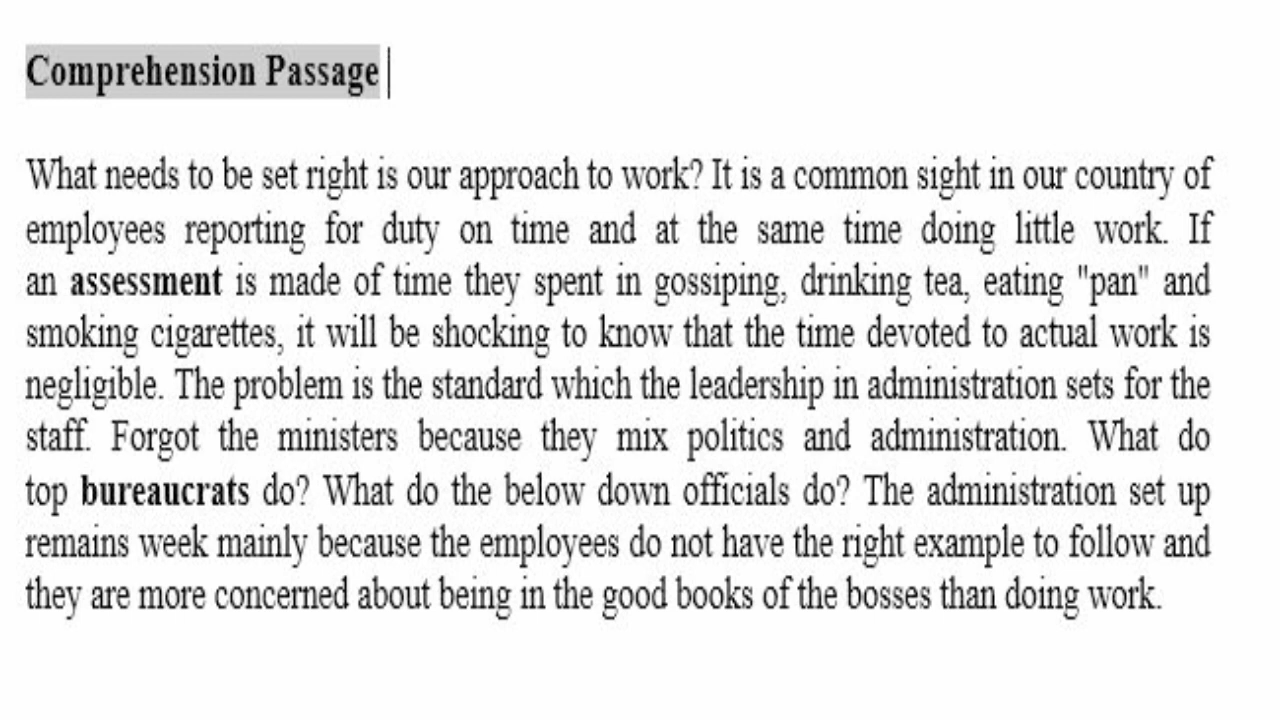 Comprehension Passage
What needs to be set right is our approach to work? It is a common sight in our country of
employees reporting for duty on time and at the same time doing little work. If
an assessment is made of time they spent in gossiping, drinking tea, eating "pan" and
smoking cigarettes, it will be shocking to know that the time devoted to actual work is
negligible. The problem is the standard which the leadership in administration sets for the
staff. Forgot the ministers because they mix politics and administration. What do
top bureaucrats do? What do the below down officials do? The administration set up
remains week mainly because the employees do not have the right example to follow and
they are more concerned about being in the good books of the bosses than doing work.